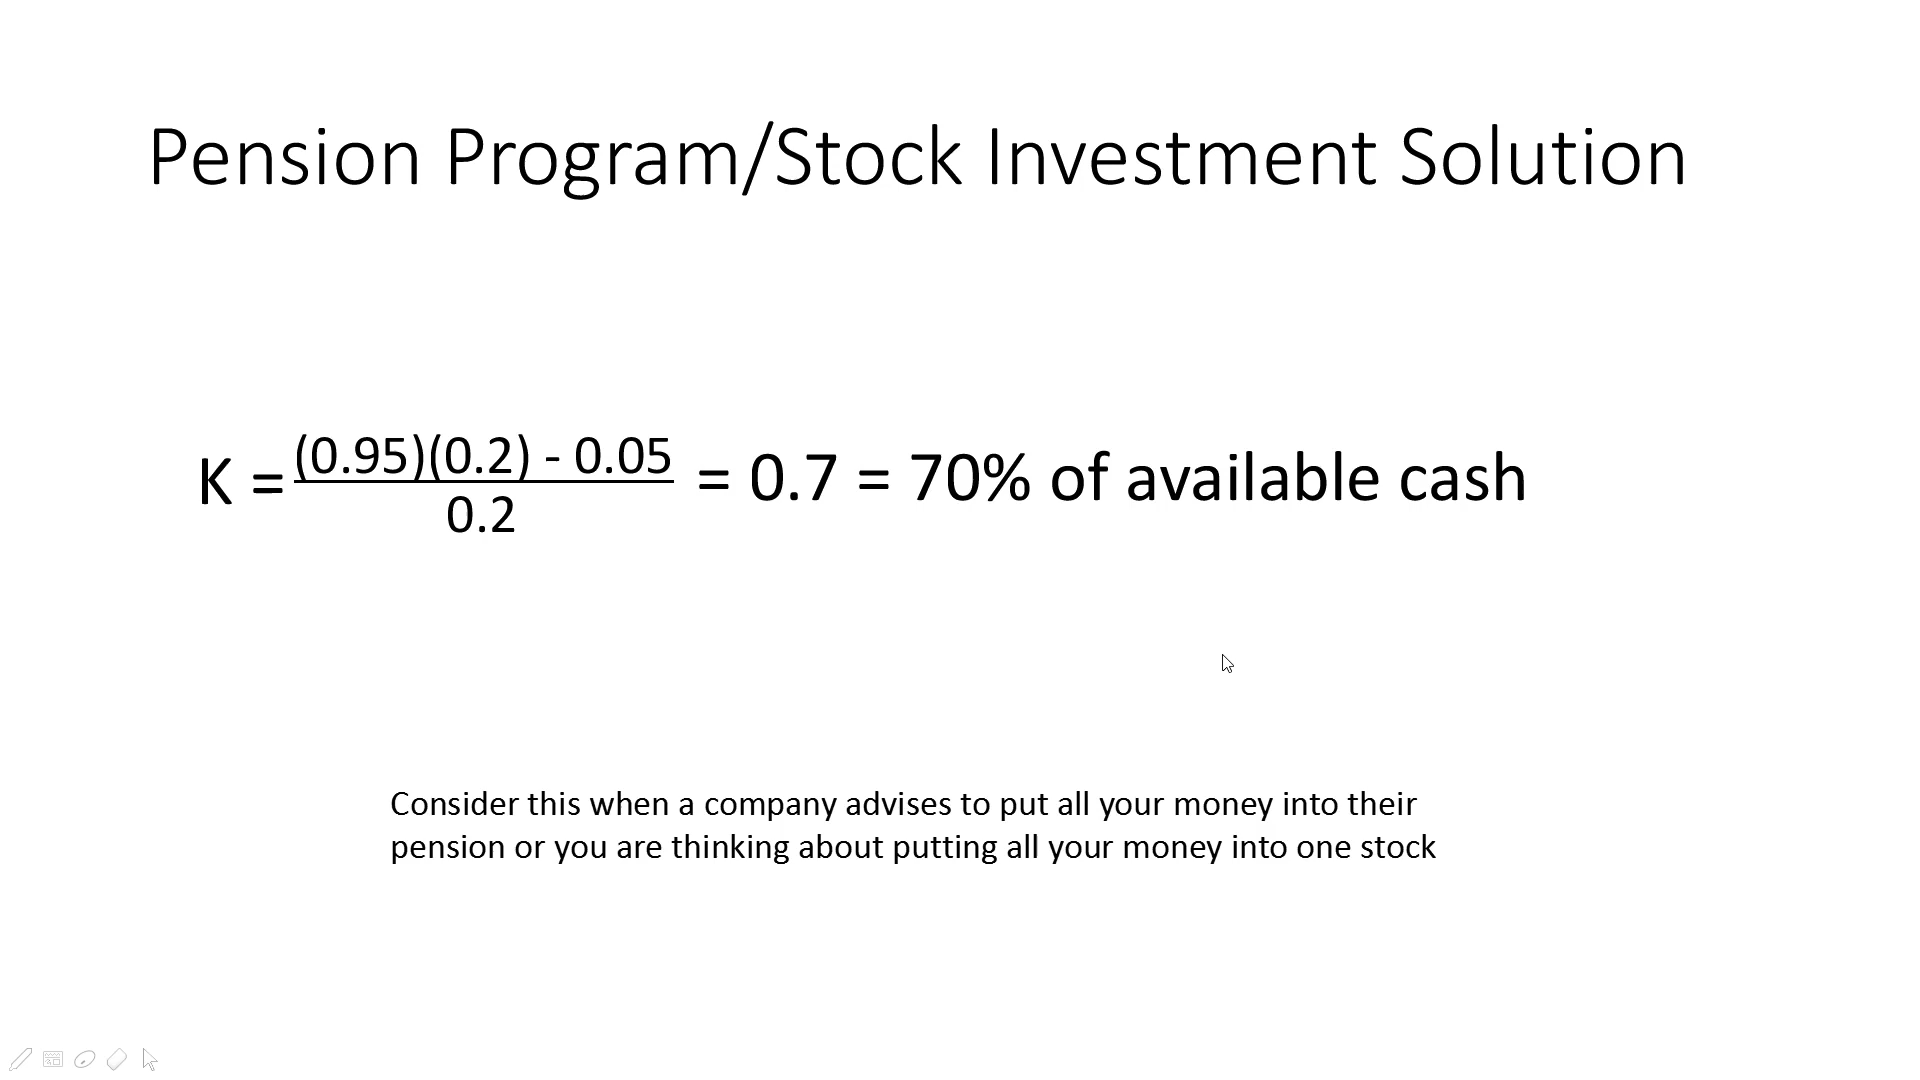 Pension Program/Stock Investment Solution
K = (0.95)(0.2) - 0.05 / 0.2 = 0.7 = 70% of available cash
Consider this when a company advises to put all your money into their
pension or you are thinking about putting all your money into one stock